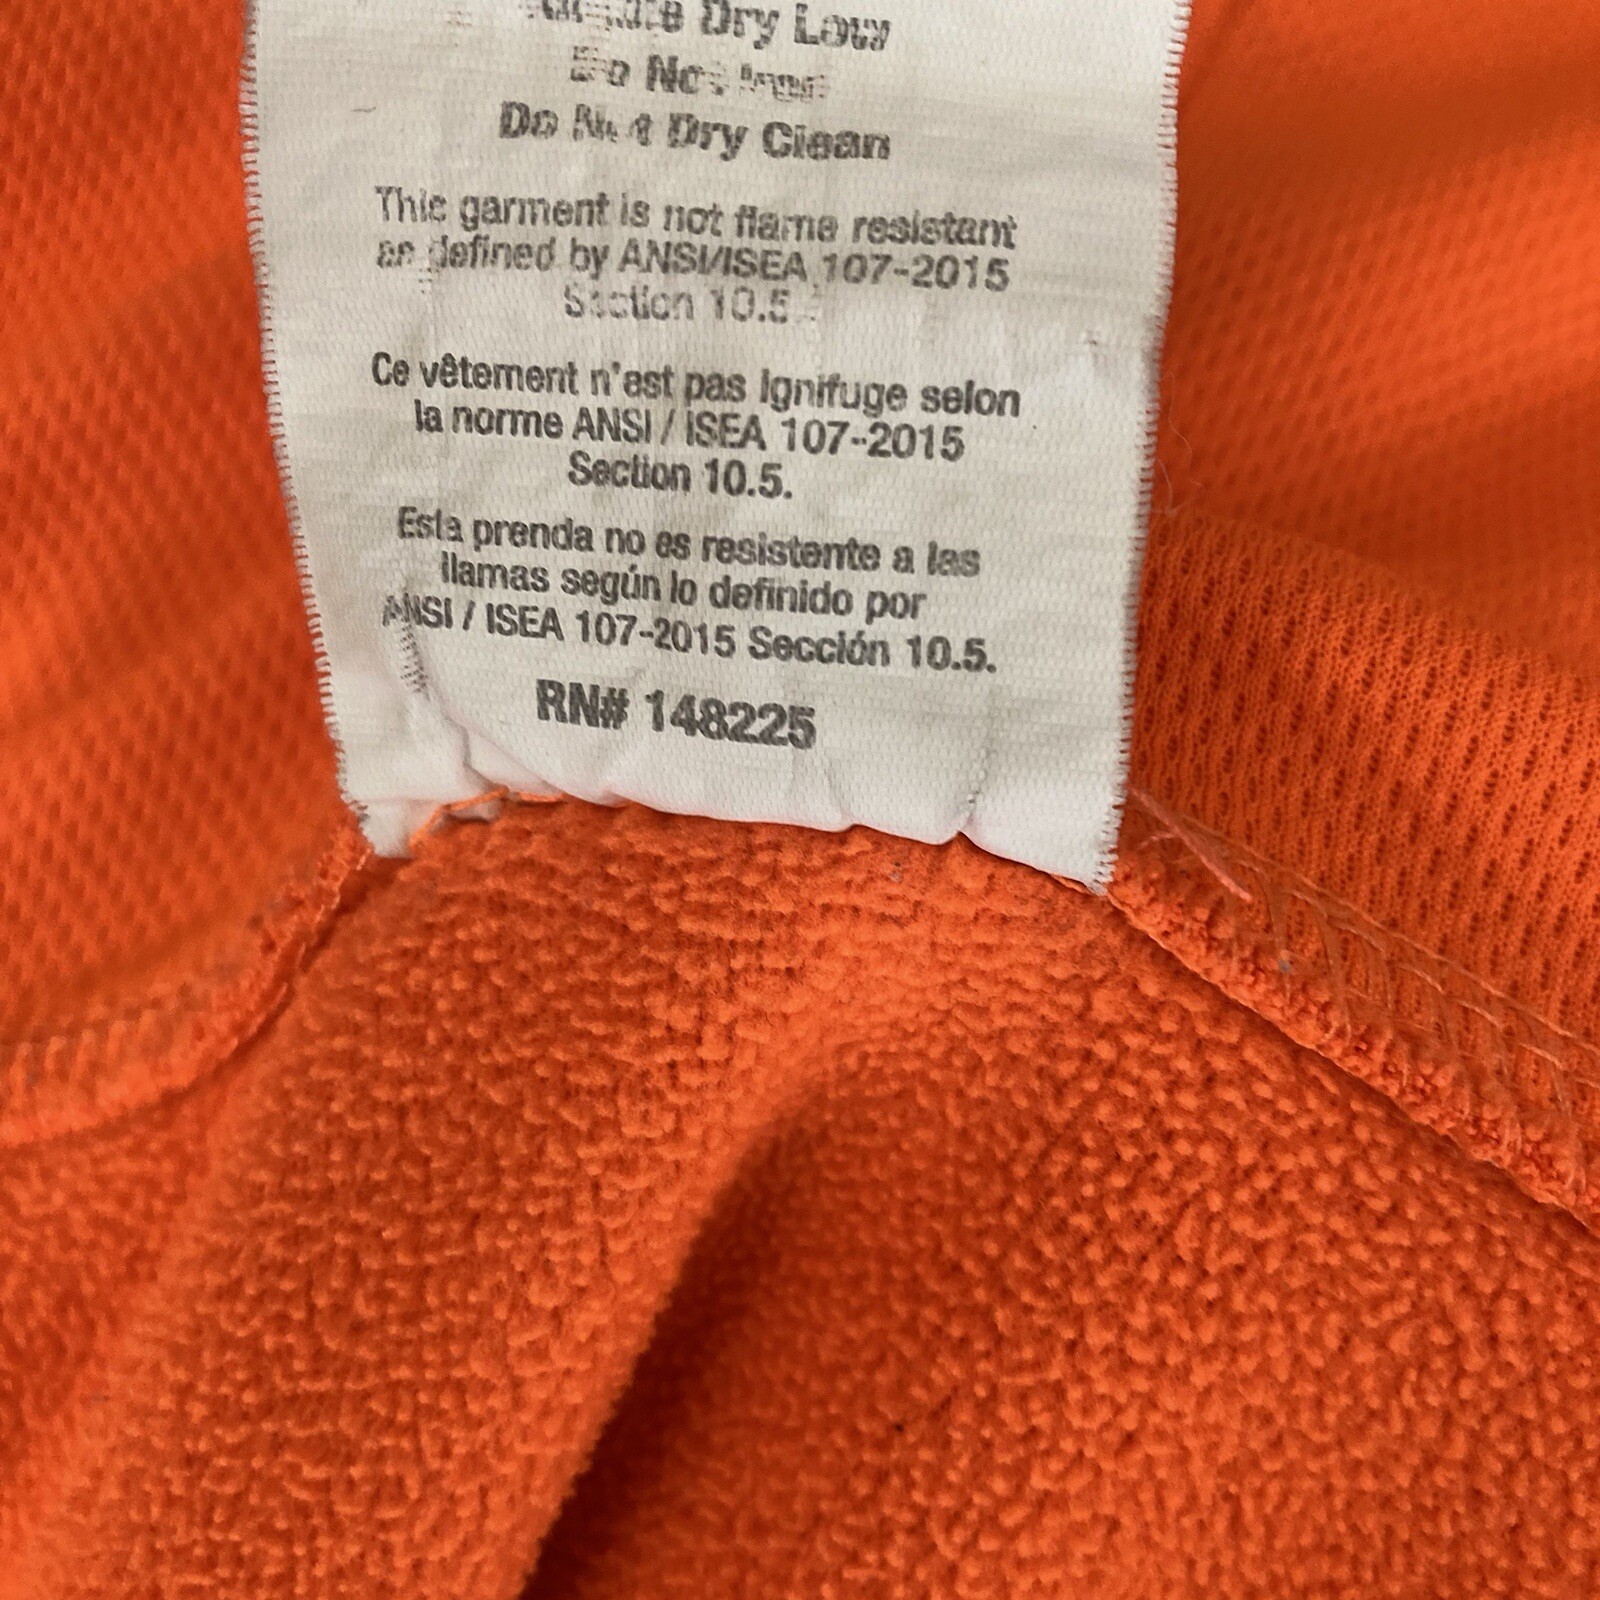 Dry Low
Do Not Iron
Do Not Dry Clean
This garment is not flame resistant
as defined by ANSI/ISEA 107-2015
Section 10.5.
Ce vêtement n'est pas ignifuge selon
la norme ANSI / ISEA 107-2015
Section 10.5.
Esta prenda no es resistente a las
llamas según lo definido por
ANSI / ISEA 107-2015 Sección 10.5.
RN# 148225